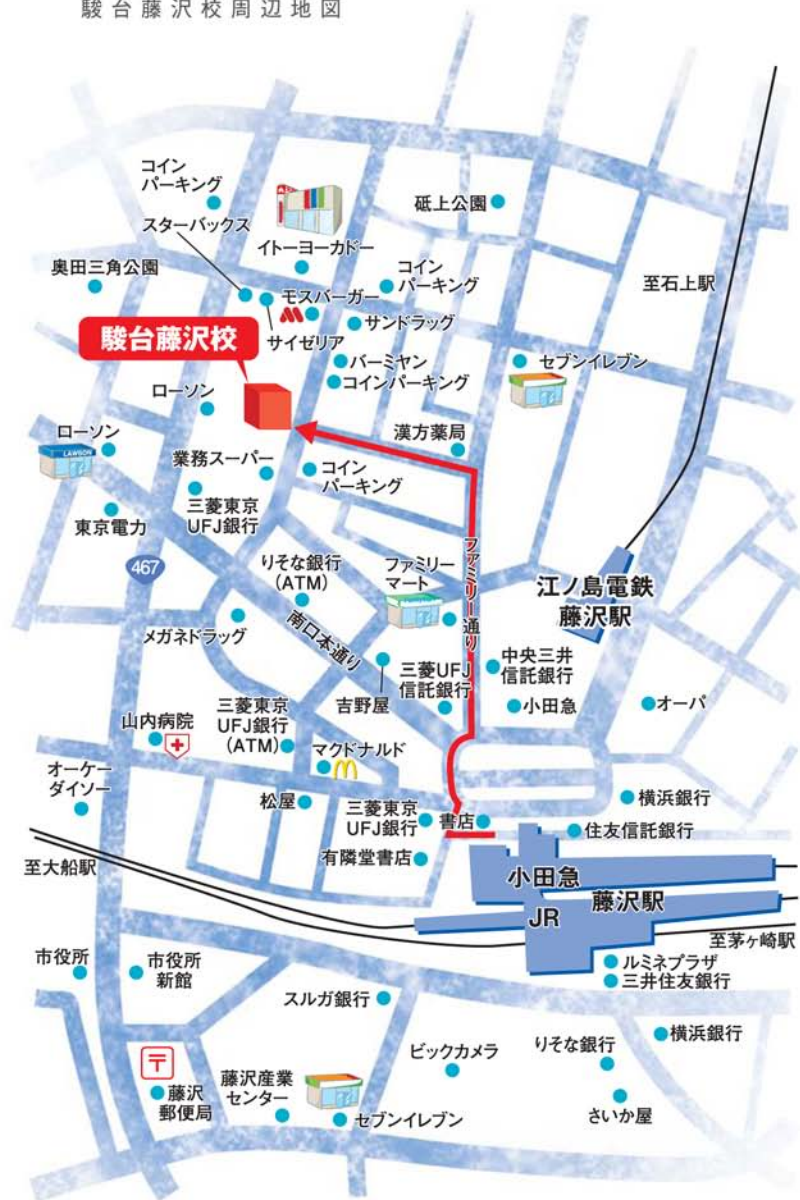 駿台藤沢校周辺地図
コイン
パーキング
スターバックス
イトーヨーカドー
砥上公園
奥田三角公園
コイン
パーキング
至石上駅
モスバーガー
サイゼリア
サンドラッグ
駿台藤沢校
バーミヤン
コインパーキング
セブンイレブン
ローソン
漢方薬局
ローソン
LAWSON
業務スーパー
コイン
パーキング
三菱東京
UFJ銀行
東京電力
467
りそな銀行
(ATM)
ファミリー
マート
ファミリー通り
江ノ島電鉄
藤沢駅
メガネドラッグ
南口本通り
中央三井
信託銀行
三菱UFJ
信託銀行
吉野屋
小田急
オーパ
三菱東京
UFJ銀行
(ATM)
山内病院
マクドナルド
オーケー
ダイソー
松屋
三菱東京
UFJ銀行
書店
横浜銀行
住友信託銀行
有隣堂書店
至大船駅
小田急
JR
藤沢駅
至茅ヶ崎駅
市役所
市役所
新館
ルミネプラザ
三井住友銀行
スルガ銀行
横浜銀行
りそな銀行
ビックカメラ
〒
藤沢
郵便局
藤沢産業
センター
セブンイレブン
さいか屋